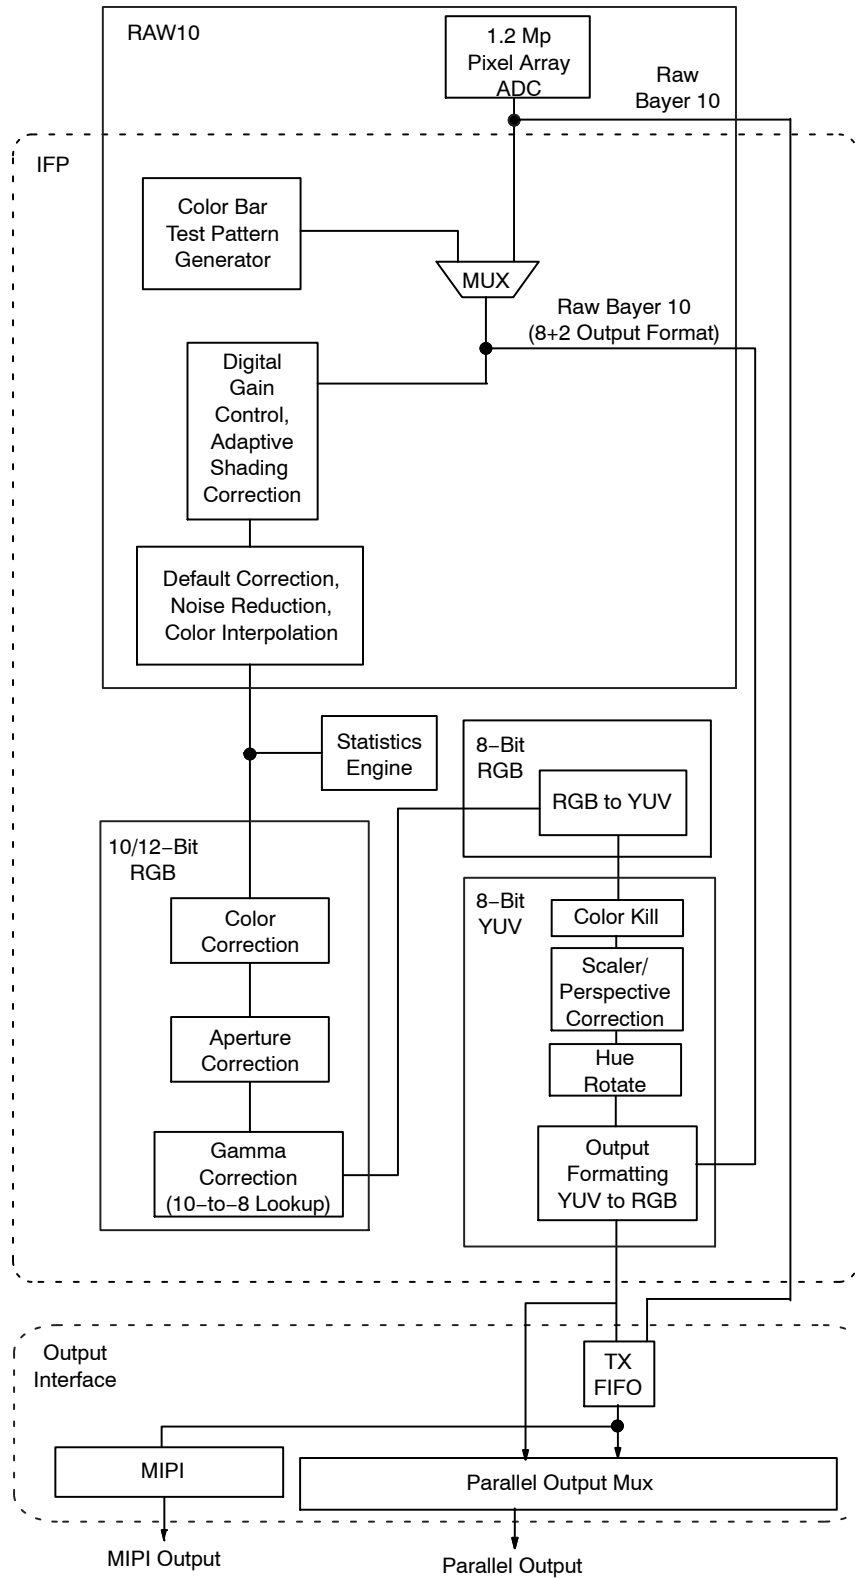 RAW10
1.2 Mp
Pixel Array
ADC
Raw
Bayer 10
IFP
Color Bar
Test Pattern
Generator
MUX
Raw Bayer 10
(8+2 Output Format)
Digital
Gain
Control,
Adaptive
Shading
Correction
Default Correction,
Noise Reduction,
Color Interpolation
Statistics
Engine
8−Bit
RGB
RGB to YUV
10/12−Bit
RGB
Color
Correction
Aperture
Correction
Gamma
Correction
(10−to−8 Lookup)
8−Bit
YUV
Color Kill
Scaler/
Perspective
Correction
Hue
Rotate
Output
Formatting
YUV to RGB
Output
Interface
TX
FIFO
MIPI
Parallel Output Mux
MIPI Output
Parallel Output